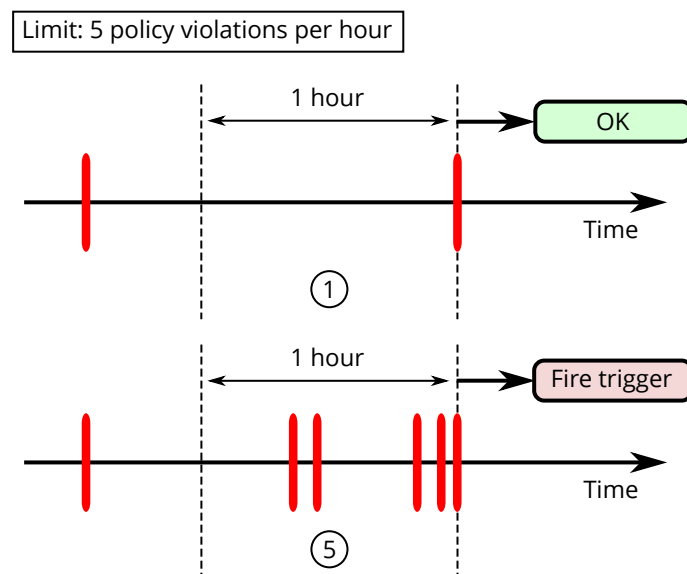 Limit: 5 policy violations per hour
1 hour
OK
Time
1
1 hour
Fire trigger
Time
5